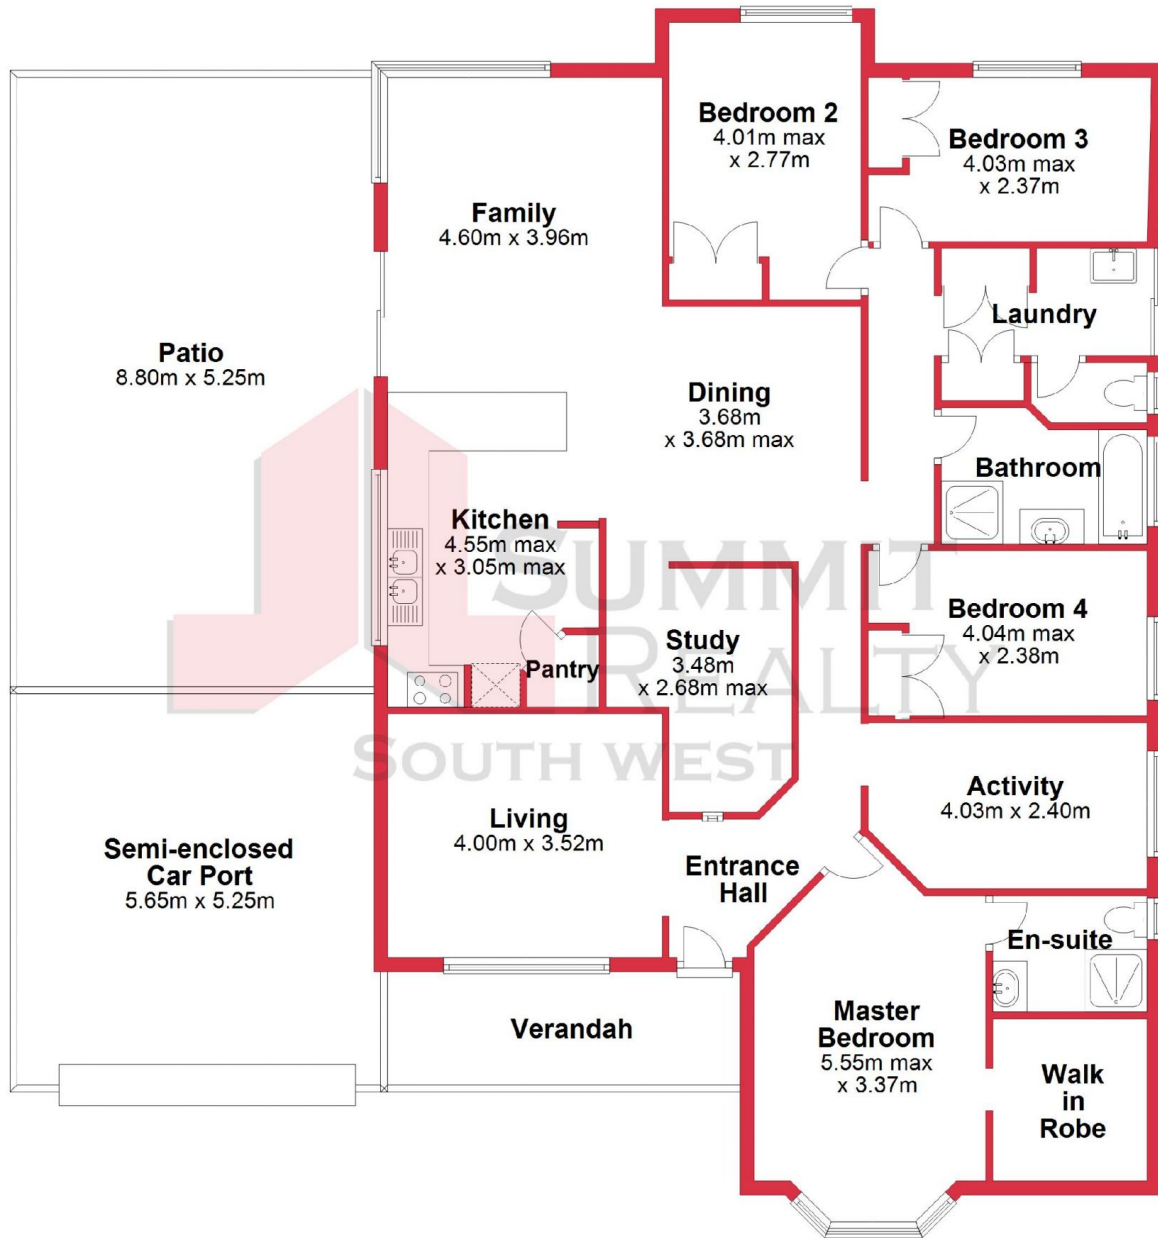 Bedroom 2
4.01m max
x 2.77m
Bedroom 3
4.03m max
x 2.37m
Family
4.60m x 3.96m
Laundry
Patio
8.80m x 5.25m
Dining
3.68m
x 3.68m max
Bathroom
Kitchen
4.55m max
x 3.05m max
SUMMIT
REALTY
SOUTH WEST
Bedroom 4
4.04m max
x 2.38m
Study
3.48m
x 2.68m max
Pantry
Activity
4.03m x 2.40m
Living
4.00m x 3.52m
Semi-enclosed
Car Port
5.65m x 5.25m
Entrance
Hall
En-suite
Verandah
Master
Bedroom
5.55m max
x 3.37m
Walk
in
Robe